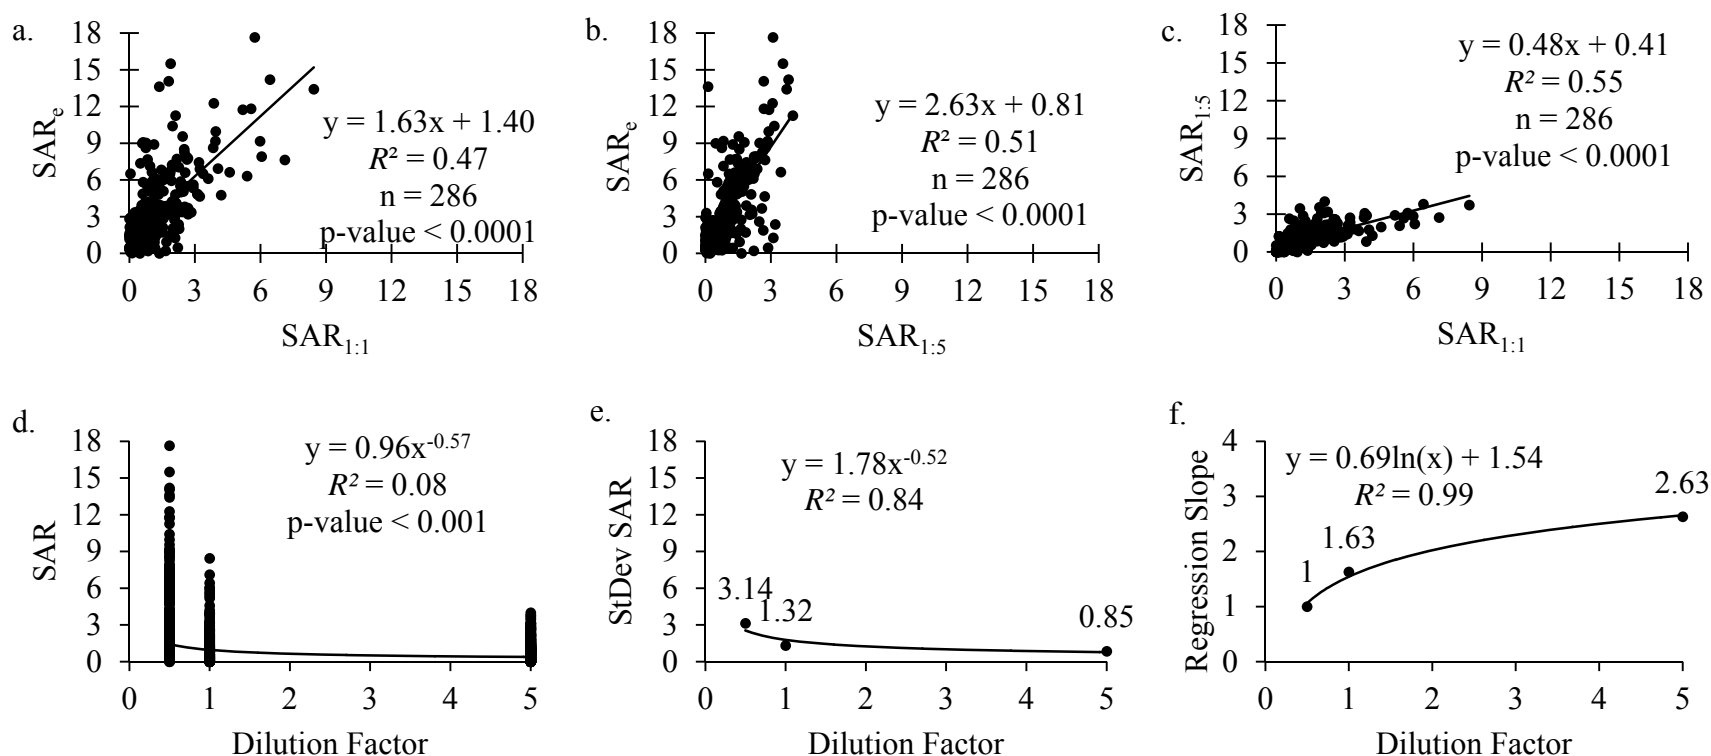 a.
18
15
12
9
6
3
0
SARₑ
y = 1.63x + 1.40
R² = 0.47
n = 286
p-value < 0.0001
0 3 6 9 12 15 18
SAR₁:₁
b.
18
15
12
9
6
3
0
SARₑ
y = 2.63x + 0.81
R² = 0.51
n = 286
p-value < 0.0001
0 3 6 9 12 15 18
SAR₁:₅
c.
18
15
12
9
6
3
0
SAR₁:₅
y = 0.48x + 0.41
R² = 0.55
n = 286
p-value < 0.0001
0 3 6 9 12 15 18
SAR₁:₁
d.
18
15
12
9
6
3
0
SAR
y = 0.96x⁻⁰·⁵⁷
R² = 0.08
p-value < 0.001
0 1 2 3 4 5
Dilution Factor
e.
18
15
12
9
6
3
0
StDev SAR
y = 1.78x⁻⁰·⁵²
R² = 0.84
3.14
1.32
0.85
0 1 2 3 4 5
Dilution Factor
f.
4
3
2
1
0
Regression Slope
y = 0.69ln(x) + 1.54
R² = 0.99
1
1.63
2.63
0 1 2 3 4 5
Dilution Factor